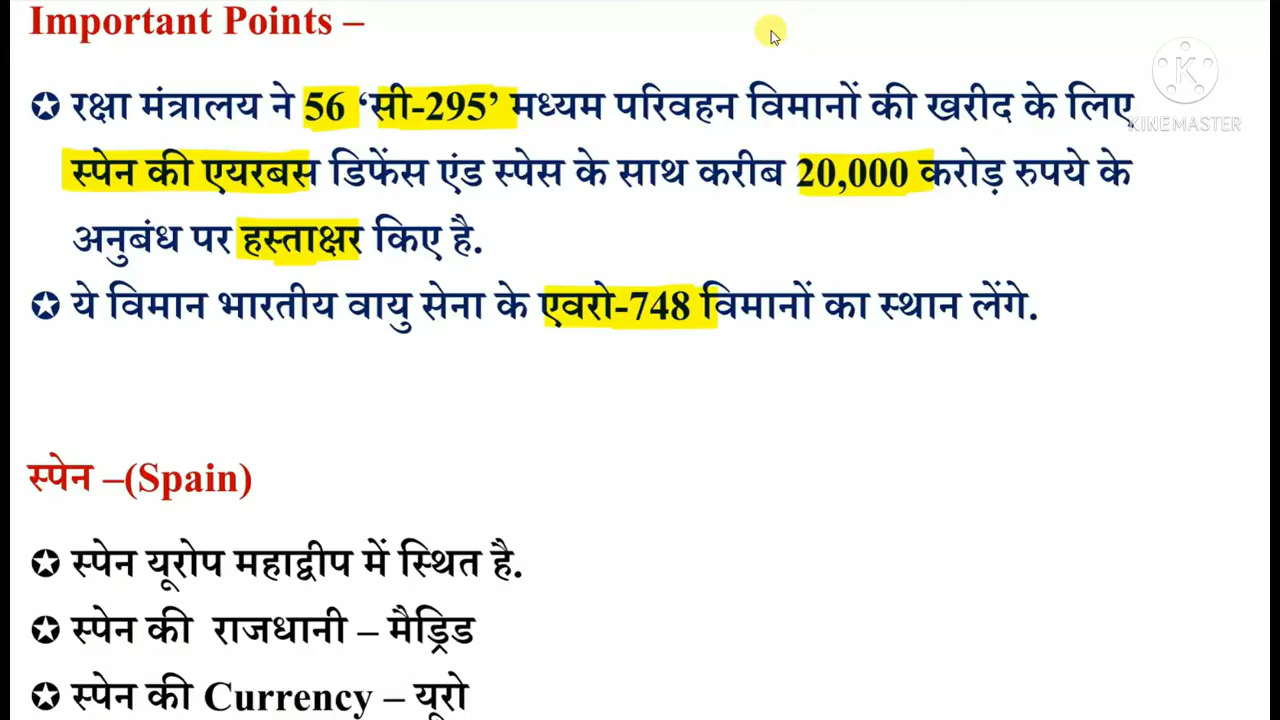 Important Points –
✪ रक्षा मंत्रालय ने 56 ‘सी-295’ मध्यम परिवहन विमानों की खरीद के लिए
KINEMASTER
स्पेन की एयरबस डिफेंस एंड स्पेस के साथ करीब 20,000 करोड़ रुपये के
अनुबंध पर हस्ताक्षर किए है.
✪ ये विमान भारतीय वायु सेना के एवरो-748 विमानों का स्थान लेंगे.
स्पेन –(Spain)
✪ स्पेन यूरोप महाद्वीप में स्थित है.
✪ स्पेन की राजधानी – मैड्रिड
✪ स्पेन की Currency – यूरो